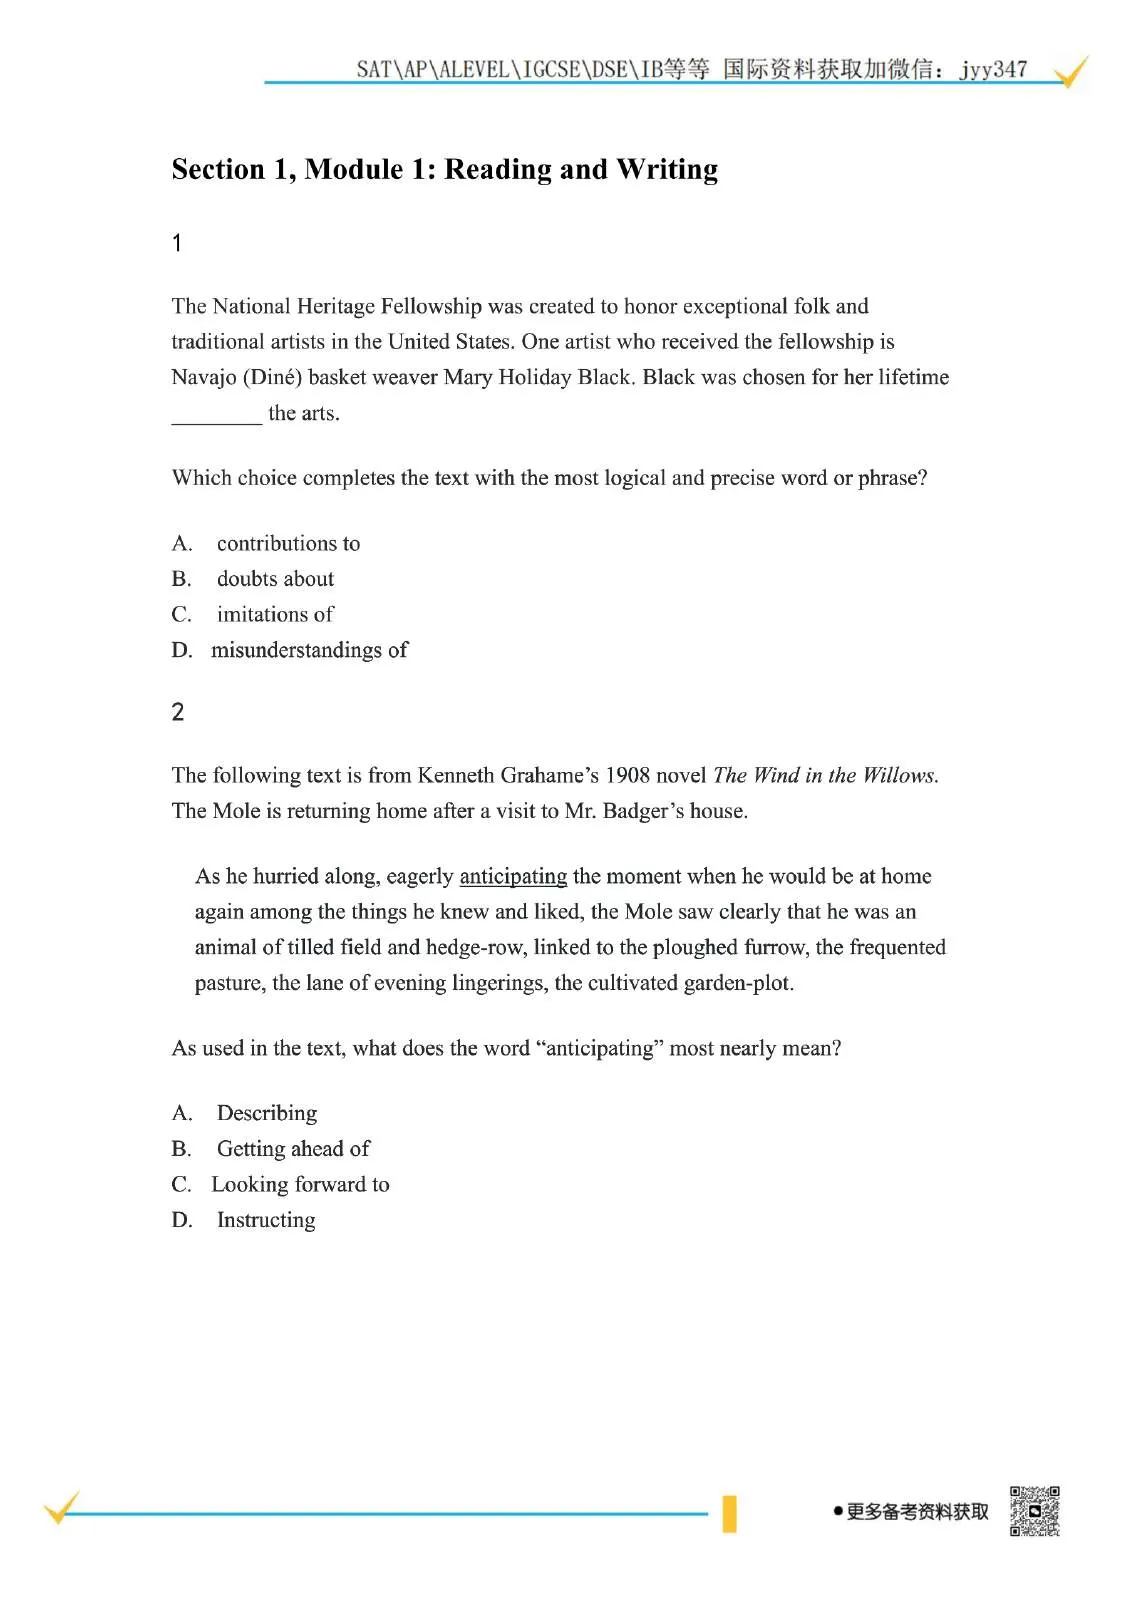 SAT\AP\ALEVEL\IGCSE\DSE\IB等等 国际资料获取加微信：jyy347
Section 1, Module 1: Reading and Writing
1
The National Heritage Fellowship was created to honor exceptional folk and
traditional artists in the United States. One artist who received the fellowship is
Navajo (Diné) basket weaver Mary Holiday Black. Black was chosen for her lifetime
________ the arts.
Which choice completes the text with the most logical and precise word or phrase?
A. contributions to
B. doubts about
C. imitations of
D. misunderstandings of
2
The following text is from Kenneth Grahame’s 1908 novel The Wind in the Willows.
The Mole is returning home after a visit to Mr. Badger’s house.
As he hurried along, eagerly anticipating the moment when he would be at home
again among the things he knew and liked, the Mole saw clearly that he was an
animal of tilled field and hedge-row, linked to the ploughed furrow, the frequented
pasture, the lane of evening lingerings, the cultivated garden-plot.
As used in the text, what does the word “anticipating” most nearly mean?
A. Describing
B. Getting ahead of
C. Looking forward to
D. Instructing
●更多备考资料获取